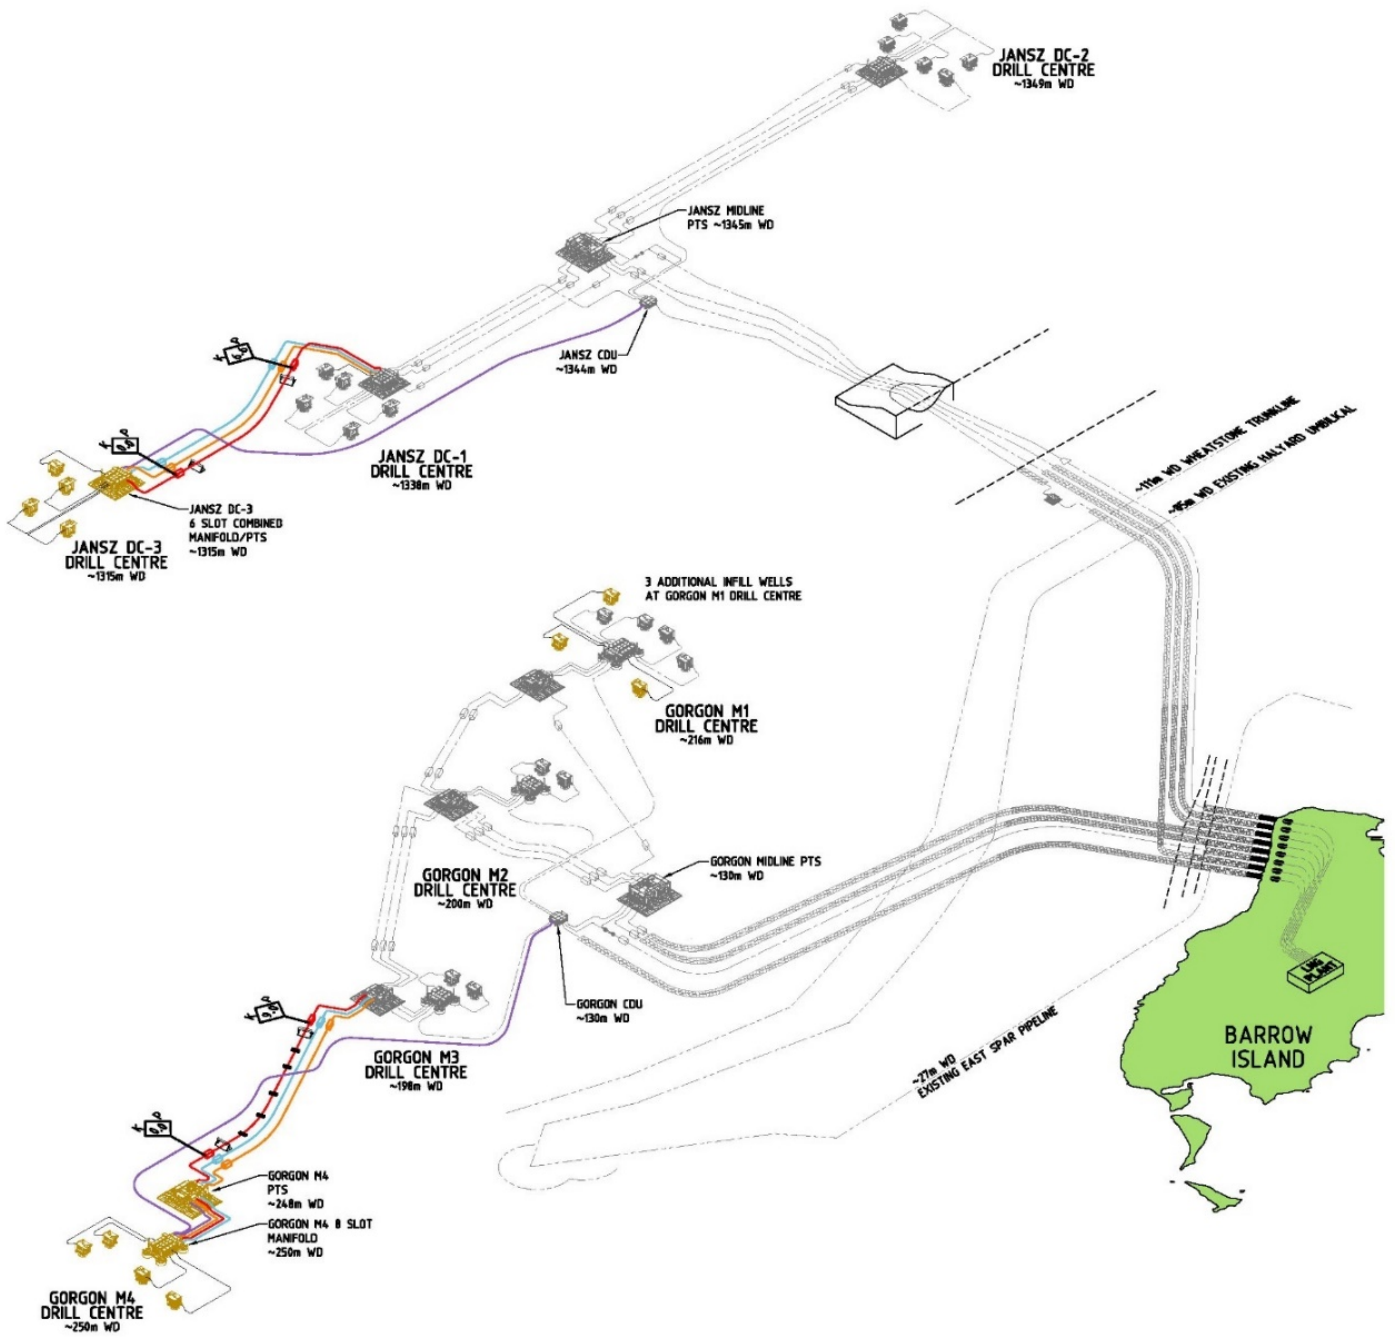 JANSZ DC-2
DRILL CENTRE
~1349m WD
JANSZ MIDLINE
PTS ~1345m WD
JANSZ CDU
~1344m WD
JANSZ DC-1
DRILL CENTRE
~1338m WD
JANSZ DC-3
6 SLOT COMBINED
MANIFOLD/PTS
~1315m WD
JANSZ DC-3
DRILL CENTRE
~1315m WD
~111m WD WHEATSTONE TRUNKLINE
~85m WD EXISTING HALYARD UMBILICAL
3 ADDITIONAL INFILL WELLS
AT GORGON M1 DRILL CENTRE
GORGON M1
DRILL CENTRE
~216m WD
GORGON M2
DRILL CENTRE
~200m WD
GORGON MIDLINE PTS
~130m WD
GORGON CDU
~130m WD
GORGON M3
DRILL CENTRE
~198m WD
LNG
PLANT
BARROW
ISLAND
~27m WD
EXISTING EAST SPAR PIPELINE
K P
0.0
GORGON M4
PTS
~248m WD
GORGON M4 8 SLOT
MANIFOLD
~250m WD
GORGON M4
DRILL CENTRE
~250m WD